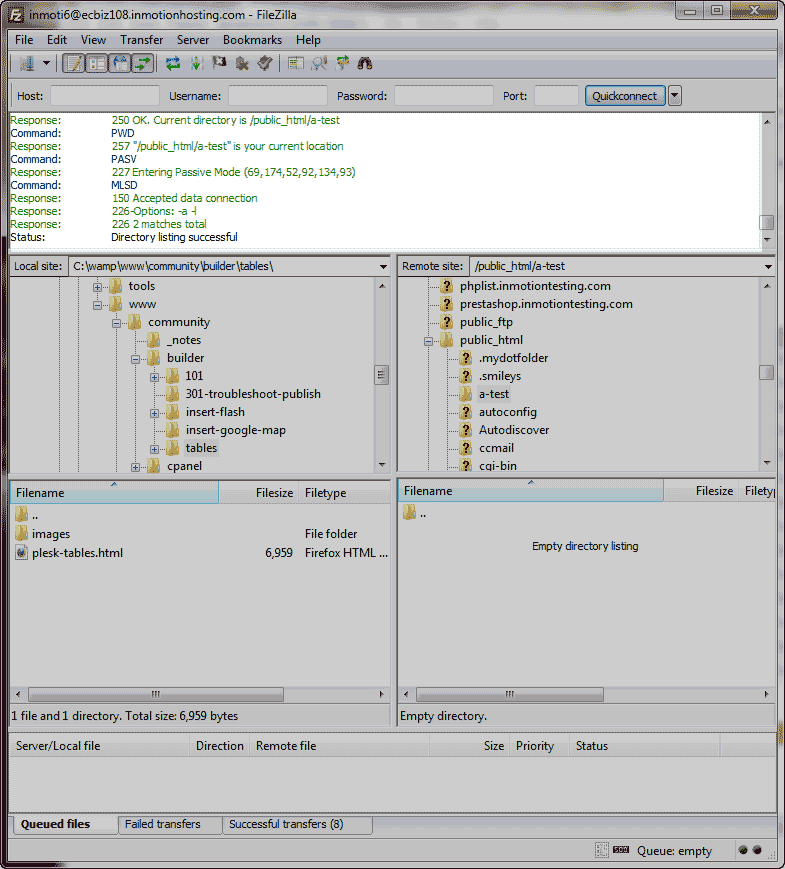 inmoti6@ecbiz108.inmotionhosting.com - FileZilla
File Edit View Transfer Server Bookmarks Help
Host: Username: Password: Port: Quickconnect
Response: 250 OK. Current directory is /public_html/a-test
Command: PWD
Response: 257 "/public_html/a-test" is your current location
Command: PASV
Response: 227 Entering Passive Mode (69,174,52,92,134,93)
Command: MLSD
Response: 150 Accepted data connection
Response: 226-Options: -a -l
Response: 226 2 matches total
Status: Directory listing successful
Local site: C:\wamp\www\community\builder\tables\
tools
www
community
_notes
builder
101
301-troubleshoot-publish
insert-flash
insert-google-map
tables
cpanel
Filename Filesize Filetype
..
images File folder
plesk-tables.html 6,959 Firefox HTML ...
1 file and 1 directory. Total size: 6,959 bytes
Remote site: /public_html/a-test
phplist.inmotiontesting.com
prestashop.inmotiontesting.com
public_ftp
public_html
.mydotfolder
.smileys
a-test
autoconfig
Autodiscover
ccmail
cgi-bin
Filename Filesize Filetyp
..
Empty directory listing
Empty directory.
Server/Local file Direction Remote file Size Priority Status
Queued files Failed transfers Successful transfers (8)
Queue: empty